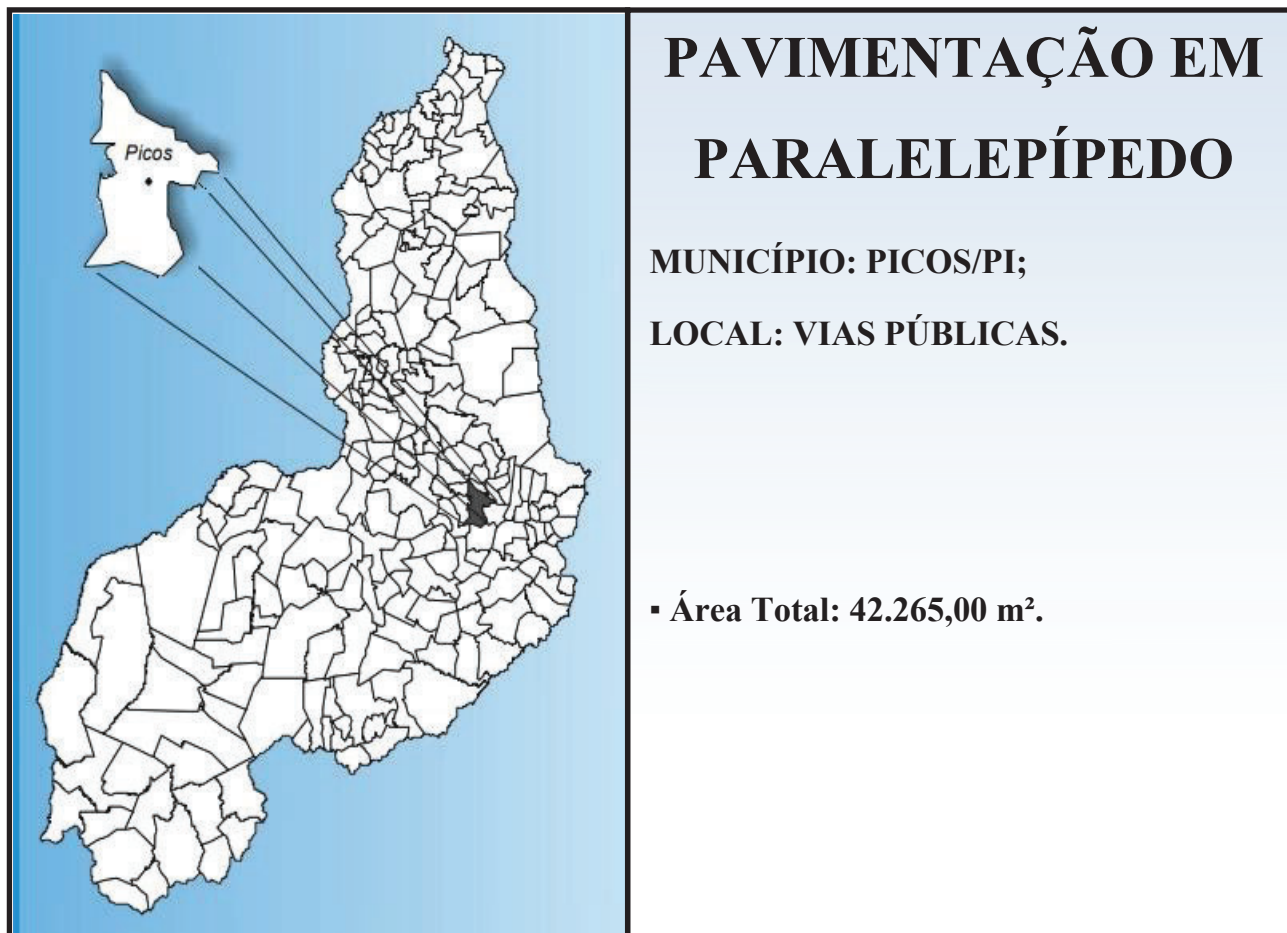 Picos
PAVIMENTAÇÃO EM
PARALELEPÍPEDO
MUNICÍPIO: PICOS/PI;
LOCAL: VIAS PÚBLICAS.
▪ Área Total: 42.265,00 m².